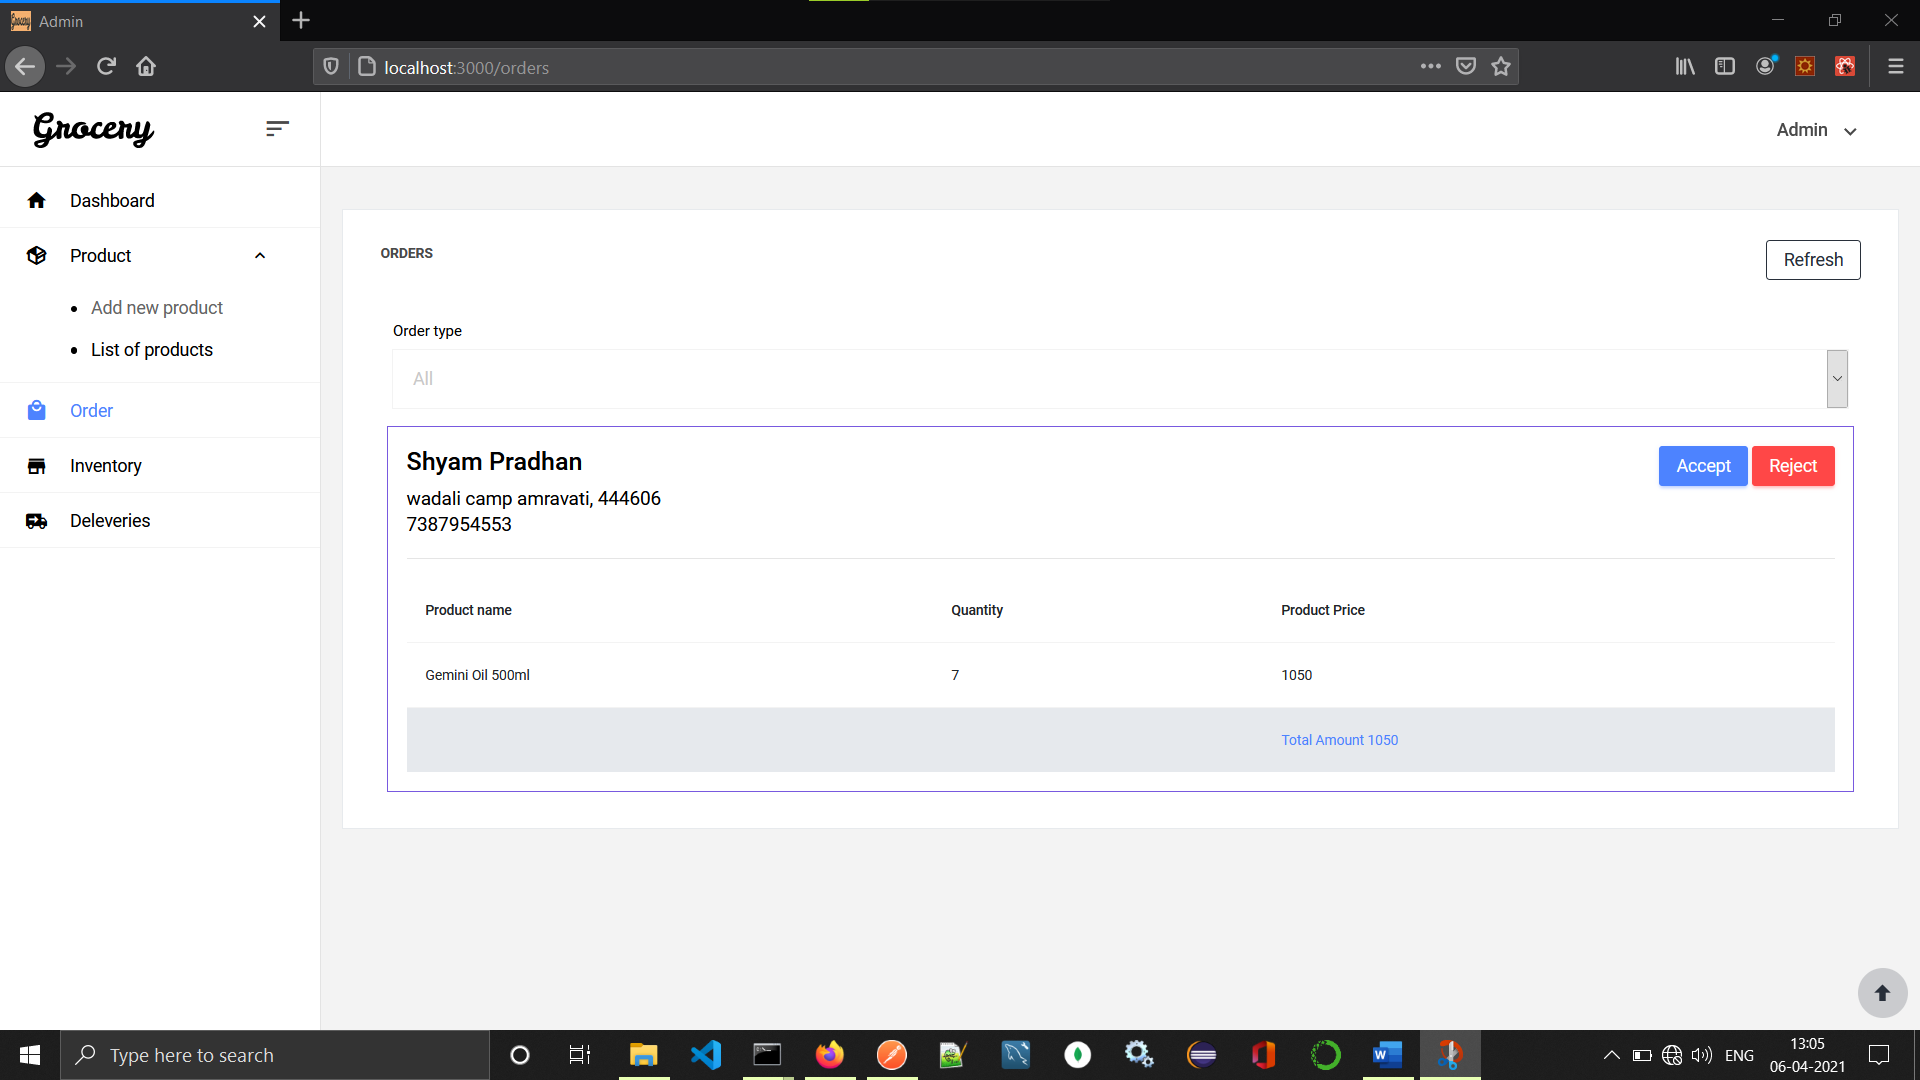 Admin
localhost:3000/orders
Grocery
Admin
Dashboard
Product
Add new product
List of products
Order
Inventory
Deleveries
ORDERS
Refresh
Order type
All
Shyam Pradhan
Accept
Reject
wadali camp amravati, 444606
7387954553
Product name Quantity Product Price
Gemini Oil 500ml 7 1050
Total Amount 1050
Type here to search
ENG
13:05
06-04-2021